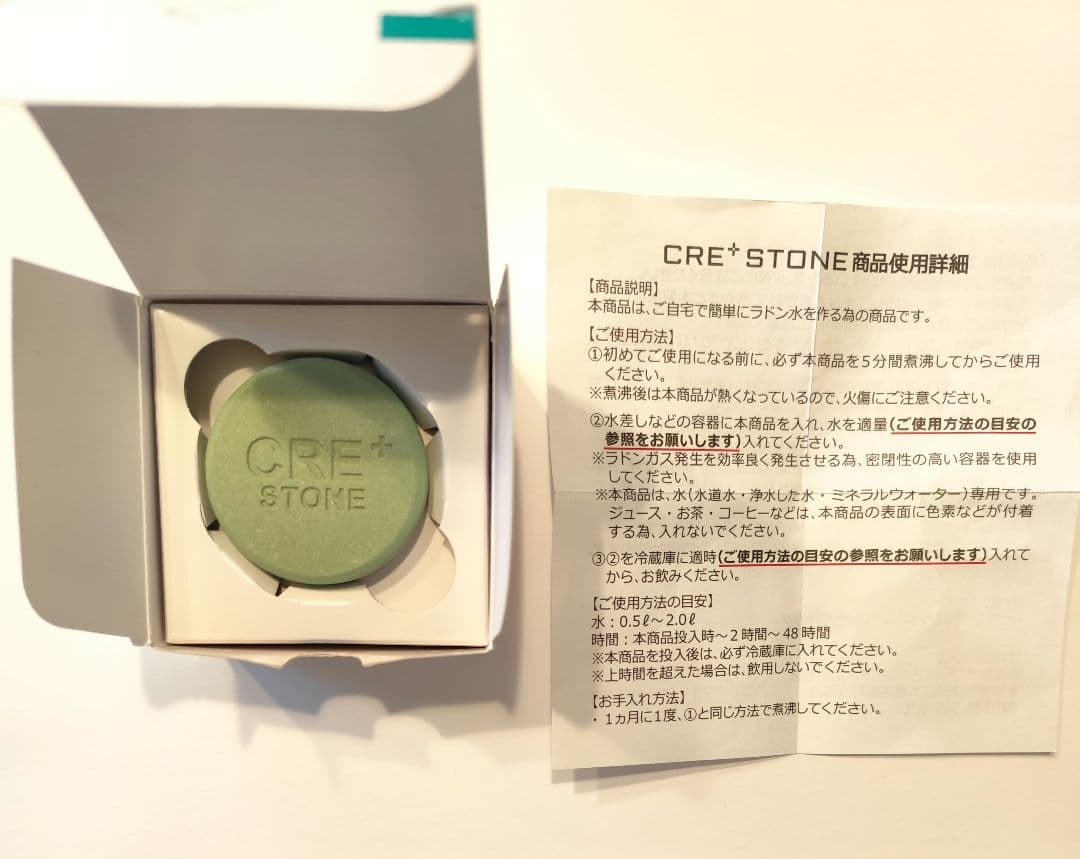 CRE+
STONE
CRE+ STONE商品使用詳細
【商品説明】
本商品は、ご自宅で簡単にラドン水を作る為の商品です。
【ご使用方法】
①初めてご使用になる前に、必ず本商品を5分間煮沸してからご使用
ください。
※煮沸後は本商品が熱くなっているので、火傷にご注意ください。
②水差しなどの容器に本商品を入れ、水を適量(ご使用方法の目安の
参照をお願いします)入れてください。
※ラドンガス発生を効率良く発生させる為、密閉性の高い容器を使用
してください。
※本商品は、水(水道水・浄水した水・ミネラルウォーター)専用です。
ジュース・お茶・コーヒーなどは、本商品の表面に色素などが付着
する為、入れないでください。
③②を冷蔵庫に適時(ご使用方法の目安の参照をお願いします)入れて
から、お飲みください。
【ご使用方法の目安】
水：0.5ℓ～2.0ℓ
時間：本商品投入時～2時間～48時間
※本商品を投入後は、必ず冷蔵庫に入れてください。
※上時間を超えた場合は、飲用しないでください。
【お手入れ方法】
・1ヵ月に1度、①と同じ方法で煮沸してください。